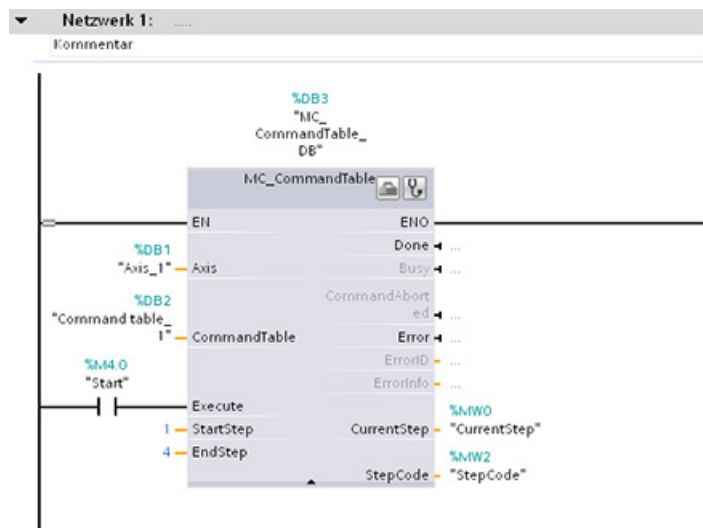 Netzwerk 1: .....
Kommentar
%DB3
"MC_
CommandTable_
DB"
MC_CommandTable
EN
ENO
%DB1
"Axis_1"
Axis
Done
...
Busy
...
%DB2
"Command table_
1"
CommandTable
CommandAbort
ed
...
Error
...
ErrorID
...
ErrorInfo
...
%M4.0
"Start"
Execute
1
StartStep
4
EndStep
CurrentStep
%MW0
"CurrentStep"
StepCode
%MW2
"StepCode"